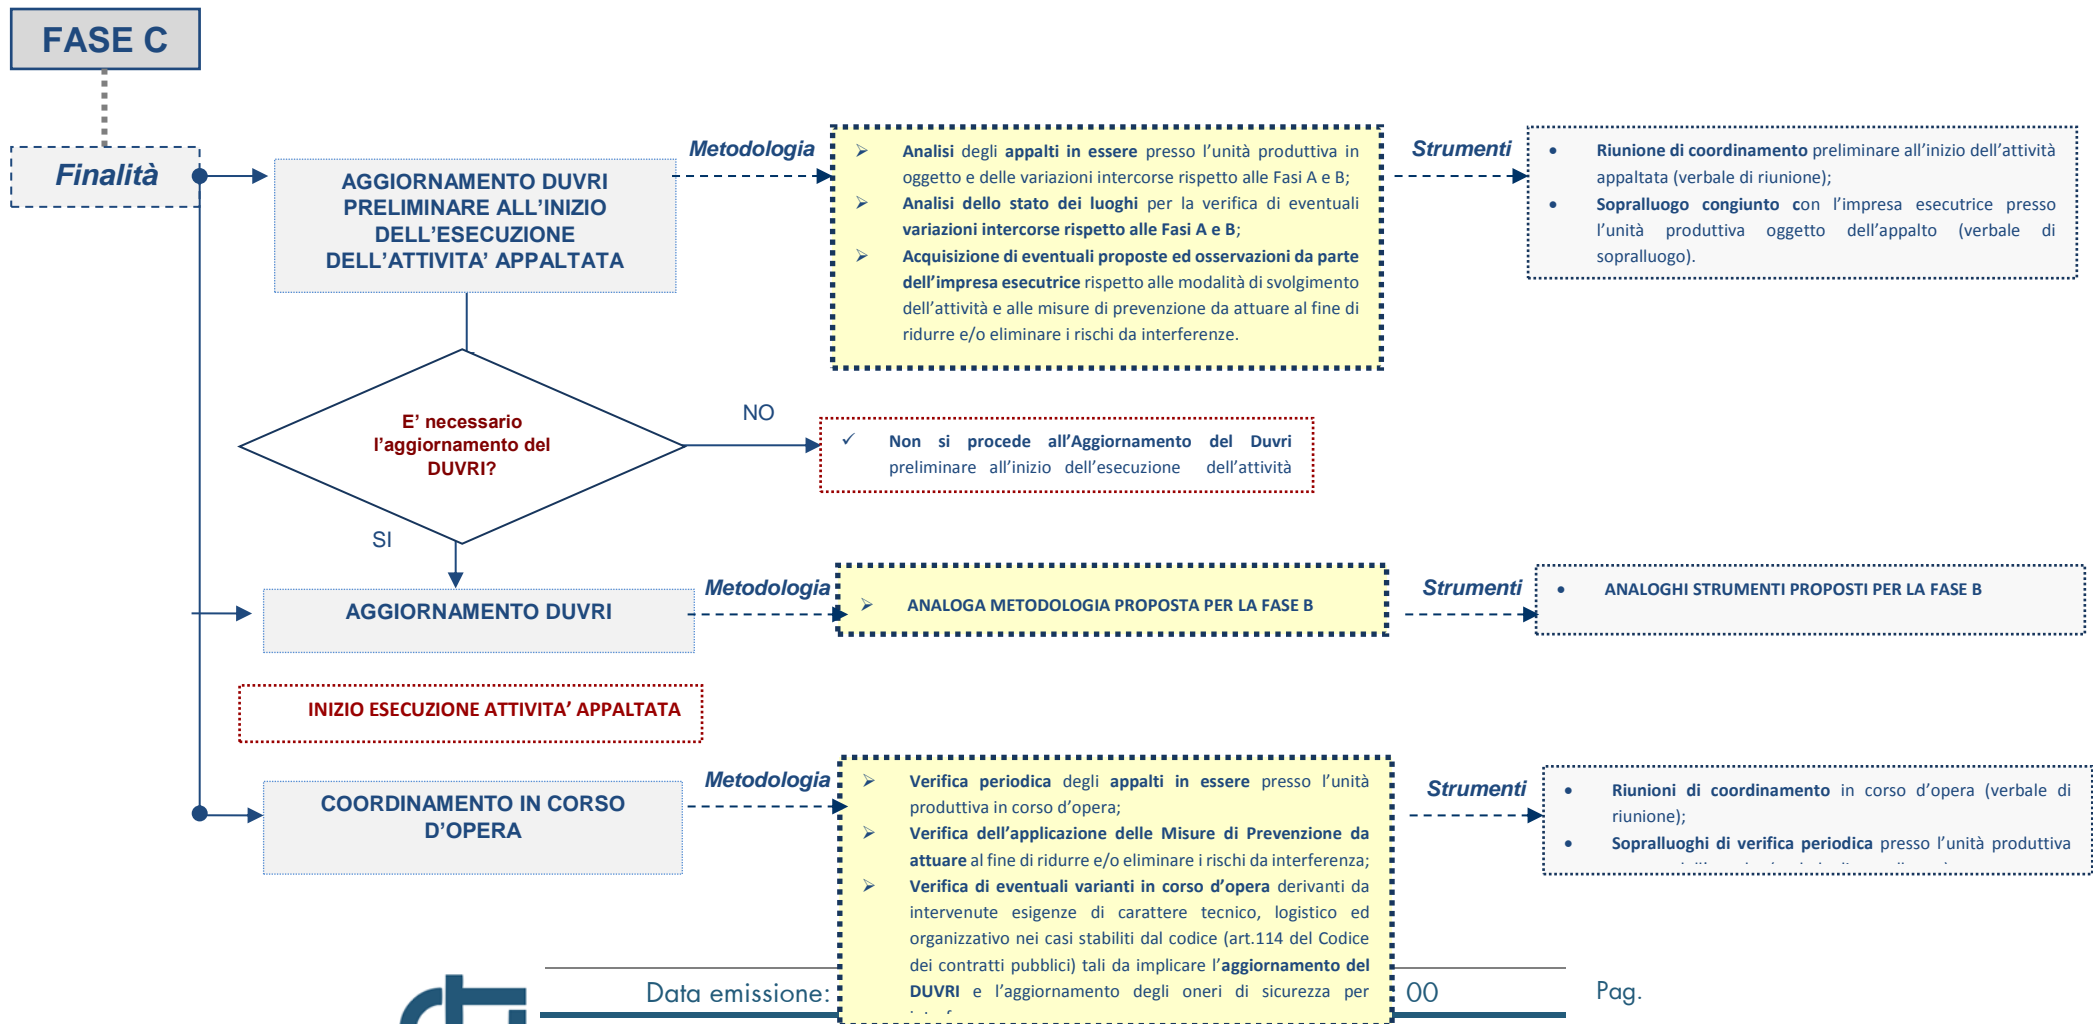 FASE C
Finalità
AGGIORNAMENTO DUVRI
PRELIMINARE ALL'INIZIO
DELL'ESECUZIONE
DELL'ATTIVITA' APPALTATA
Metodologia
➢ Analisi degli appalti in essere presso l'unità produttiva in
oggetto e delle variazioni intercorse rispetto alle Fasi A e B;
➢ Analisi dello stato dei luoghi per la verifica di eventuali
variazioni intercorse rispetto alle Fasi A e B;
➢ Acquisizione di eventuali proposte ed osservazioni da parte
dell'impresa esecutrice rispetto alle modalità di svolgimento
dell'attività e alle misure di prevenzione da attuare al fine di
ridurre e/o eliminare i rischi da interferenze.
Strumenti
• Riunione di coordinamento preliminare all'inizio dell'attività
appaltata (verbale di riunione);
• Sopralluogo congiunto con l'impresa esecutrice presso
l'unità produttiva oggetto dell'appalto (verbale di
sopralluogo).
E' necessario
l'aggiornamento del
DUVRI?
NO
✓ Non si procede all'Aggiornamento del Duvri
preliminare all'inizio dell'esecuzione dell'attività
SI
AGGIORNAMENTO DUVRI
Metodologia
➢ ANALOGA METODOLOGIA PROPOSTA PER LA FASE B
Strumenti
• ANALOGHI STRUMENTI PROPOSTI PER LA FASE B
INIZIO ESECUZIONE ATTIVITA' APPALTATA
COORDINAMENTO IN CORSO
D'OPERA
Metodologia
➢ Verifica periodica degli appalti in essere presso l'unità
produttiva in corso d'opera;
➢ Verifica dell'applicazione delle Misure di Prevenzione da
attuare al fine di ridurre e/o eliminare i rischi da interferenza;
➢ Verifica di eventuali varianti in corso d'opera derivanti da
intervenute esigenze di carattere tecnico, logistico ed
organizzativo nei casi stabiliti dal codice (art.114 del Codice
dei contratti pubblici) tali da implicare l'aggiornamento del
DUVRI e l'aggiornamento degli oneri di sicurezza per
Strumenti
• Riunioni di coordinamento in corso d'opera (verbale di
riunione);
• Sopralluoghi di verifica periodica presso l'unità produttiva
Data emissione:
00
Pag.